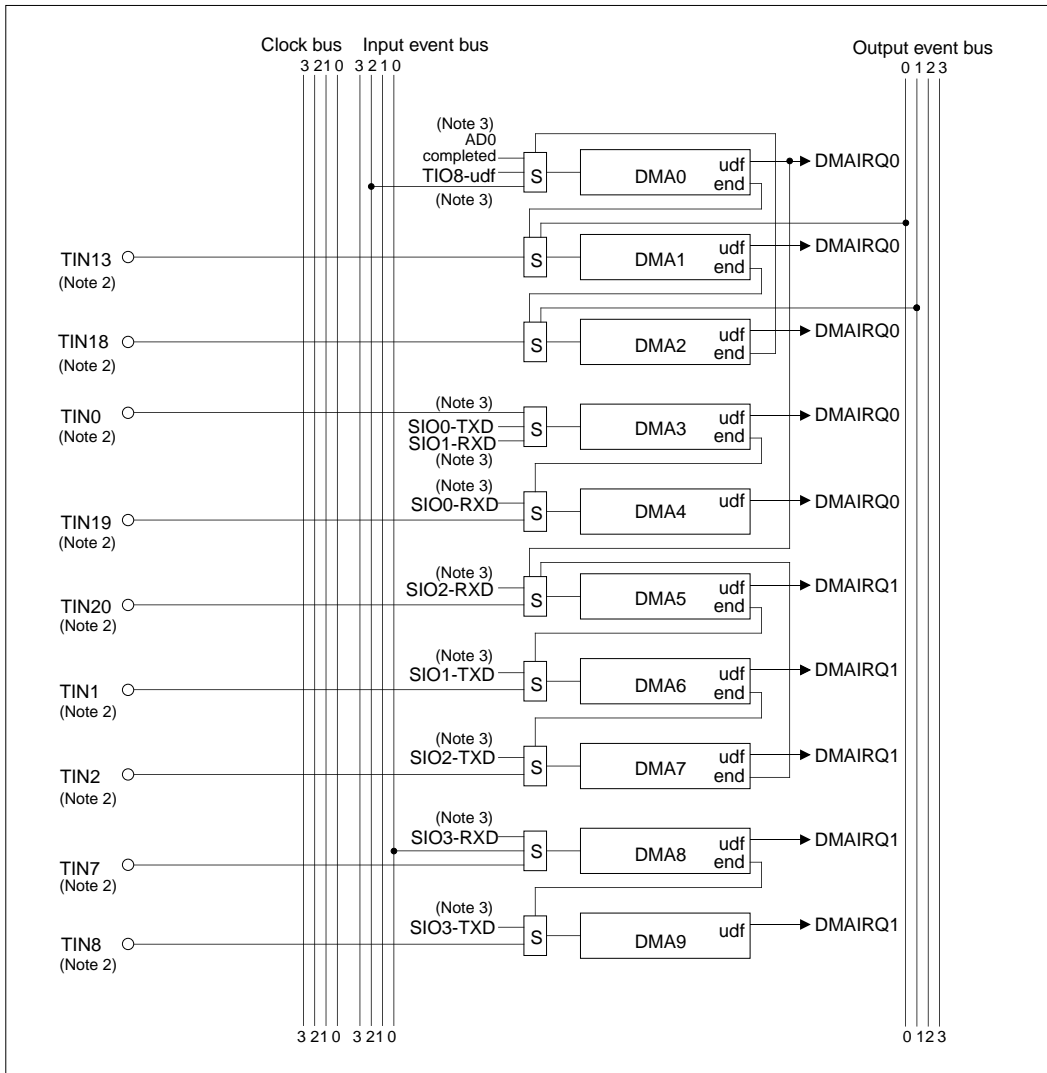 Clock bus Input event bus Output event bus
3 2 1 0 3 2 1 0 0 1 2 3
(Note 3)
AD0
completed
TIO8-udf
(Note 3)
S
DMA0
udf
end
DMAIRQ0
TIN13
(Note 2)
S
DMA1
udf
end
DMAIRQ0
TIN18
(Note 2)
S
DMA2
udf
end
DMAIRQ0
TIN0
(Note 2)
(Note 3)
SIO0-TXD
SIO1-RXD
(Note 3)
S
DMA3
udf
end
DMAIRQ0
TIN19
(Note 2)
(Note 3)
SIO0-RXD
S
DMA4
udf
DMAIRQ0
TIN20
(Note 2)
(Note 3)
SIO2-RXD
S
DMA5
udf
end
DMAIRQ1
TIN1
(Note 2)
(Note 3)
SIO1-TXD
S
DMA6
udf
end
DMAIRQ1
TIN2
(Note 2)
(Note 3)
SIO2-TXD
S
DMA7
udf
end
DMAIRQ1
TIN7
(Note 2)
(Note 3)
SIO3-RXD
S
DMA8
udf
end
DMAIRQ1
TIN8
(Note 2)
(Note 3)
SIO3-TXD
S
DMA9
udf
DMAIRQ1
3 2 1 0 3 2 1 0 0 1 2 3